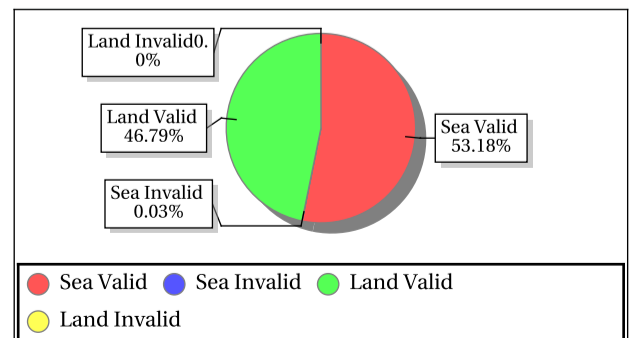 Land Invalid0.
0%
Land Valid
46.79%
Sea Valid
53.18%
Sea Invalid
0.03%
Sea Valid
Sea Invalid
Land Valid
Land Invalid